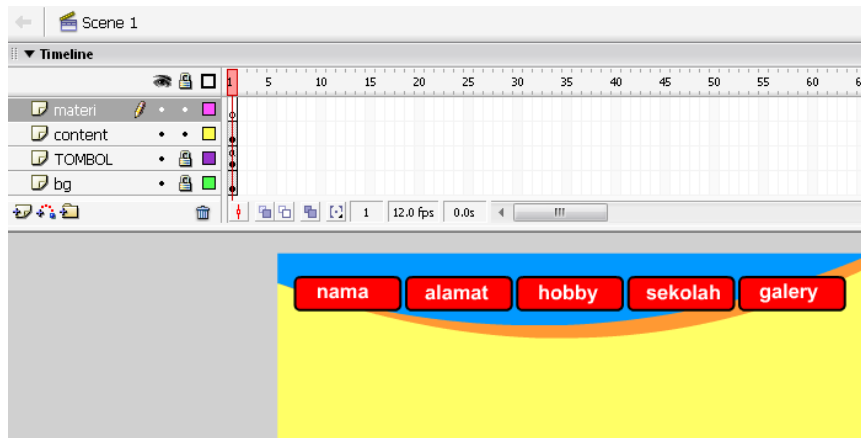 Scene 1
Timeline
1 5 10 15 20 25 30 35 40 45 50 55 60 6
materi
content
TOMBOL
a
bg
1 12.0 fps 0.0s
nama alamat hobby sekolah galery